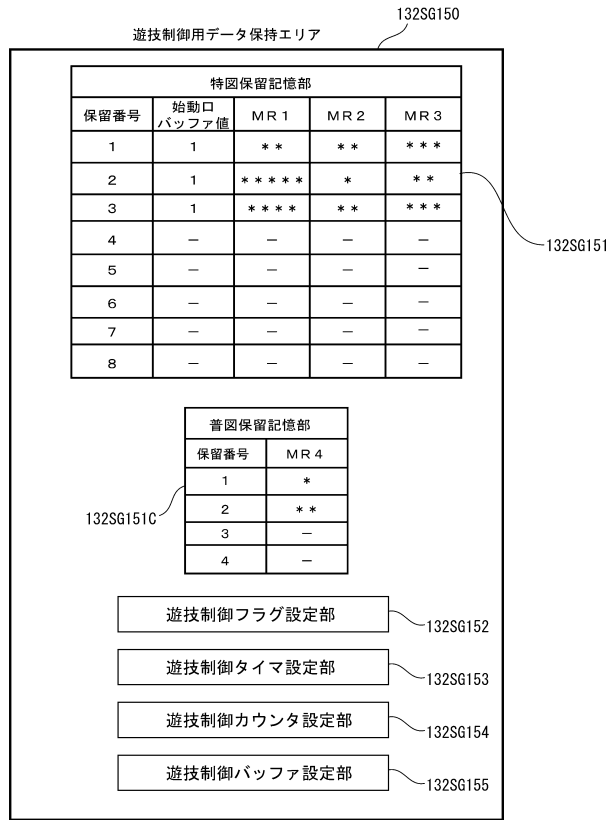 132SG150
遊技制御用データ保持エリア
特図保留記憶部
保留番号 始動口バッファ値 MR1 MR2 MR3
1 1 ** ** ***
2 1 ***** * **
3 1 **** ** ***
4 － － － －
5 － － － －
6 － － － －
7 － － － －
8 － － － －
132SG151
普図保留記憶部
保留番号 MR4
1 *
2 **
3 －
4 －
132SG151C
遊技制御フラグ設定部
132SG152
遊技制御タイマ設定部
132SG153
遊技制御カウンタ設定部
132SG154
遊技制御バッファ設定部
132SG155